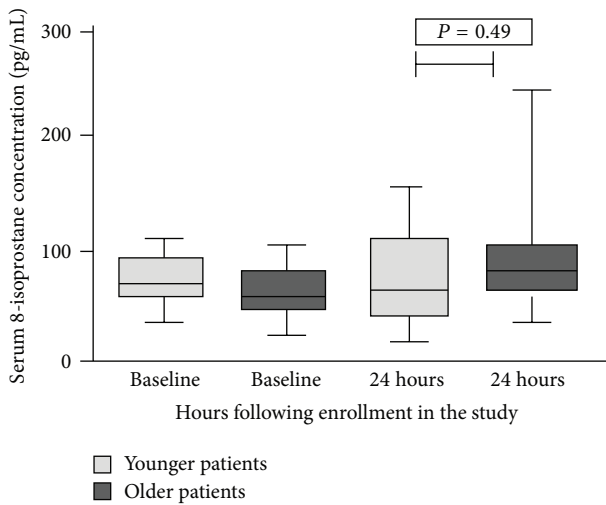 Serum 8-isoprostane concentration (pg/mL)
300
200
100
0
P = 0.49
Baseline
Baseline
24 hours
24 hours
Hours following enrollment in the study
Younger patients
Older patients